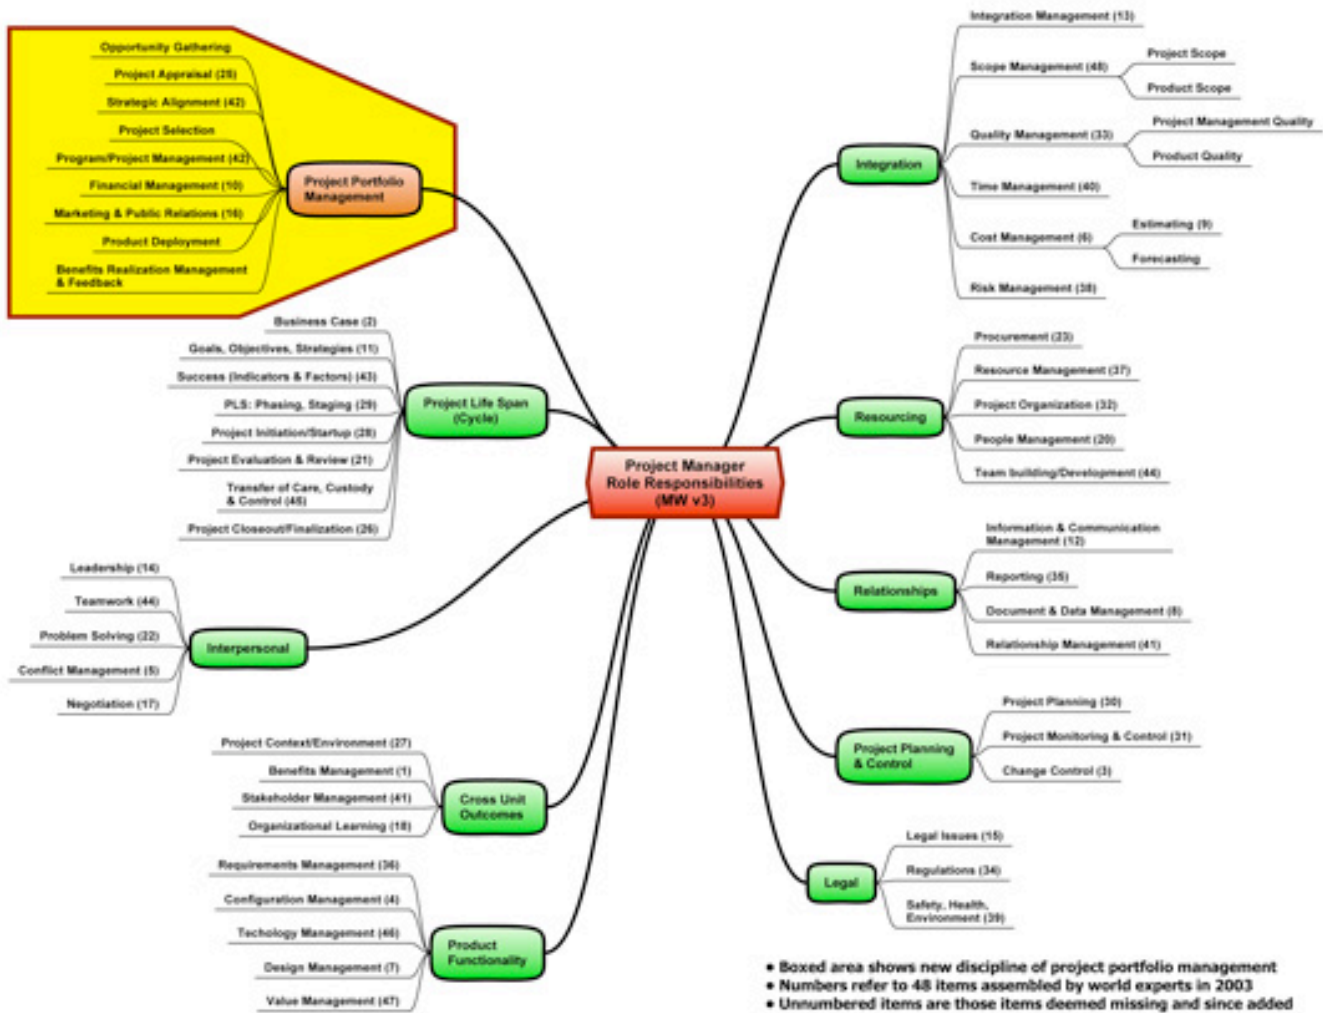 Project Manager
Role Responsibilities
(MW v3)
Project Portfolio
Management
Opportunity Gathering
Project Appraisal (25)
Strategic Alignment (42)
Project Selection
Program/Project Management (42)
Financial Management (10)
Marketing & Public Relations (16)
Product Deployment
Benefits Realization Management
& Feedback
Project Life Span
(Cycle)
Business Case (2)
Goals, Objectives, Strategies (11)
Success (Indicators & Factors) (43)
PLS: Phasing, Staging (29)
Project Initiation/Startup (28)
Project Evaluation & Review (21)
Transfer of Care, Custody
& Control (45)
Project Closeout/Finalization (26)
Interpersonal
Leadership (14)
Teamwork (44)
Problem Solving (22)
Conflict Management (5)
Negotiation (17)
Cross Unit
Outcomes
Project Context/Environment (27)
Benefits Management (1)
Stakeholder Management (41)
Organizational Learning (18)
Product
Functionality
Requirements Management (36)
Configuration Management (4)
Techology Management (46)
Design Management (7)
Value Management (47)
Integration
Integration Management (13)
Scope Management (48)
Project Scope
Product Scope
Quality Management (33)
Project Management Quality
Product Quality
Time Management (40)
Cost Management (6)
Estimating (9)
Forecasting
Risk Management (38)
Resourcing
Procurement (23)
Resource Management (37)
Project Organization (32)
People Management (20)
Team building/Development (44)
Relationships
Information & Communication
Management (12)
Reporting (35)
Document & Data Management (8)
Relationship Management (41)
Project Planning
& Control
Project Planning (30)
Project Monitoring & Control (31)
Change Control (3)
Legal
Legal Issues (15)
Regulations (34)
Safety, Health,
Environment (39)
• Boxed area shows new discipline of project portfolio management
• Numbers refer to 48 items assembled by world experts in 2003
• Unnumbered items are those items deemed missing and since added